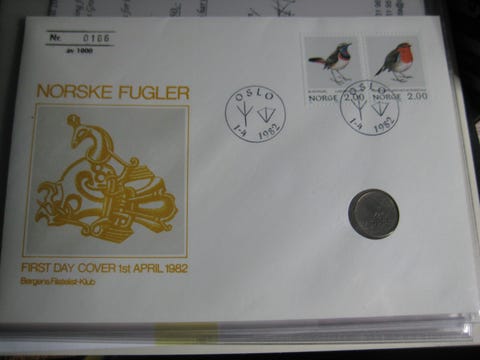 Nr. 0166
av 1000
NORSKE FUGLER
OSLO
1-4 1982
NORGE 2.00
OSLO
1-4 1982
NORGE 2.00
FIRST DAY COVER 1st APRIL 1982
Bergens Filatelist-Klub